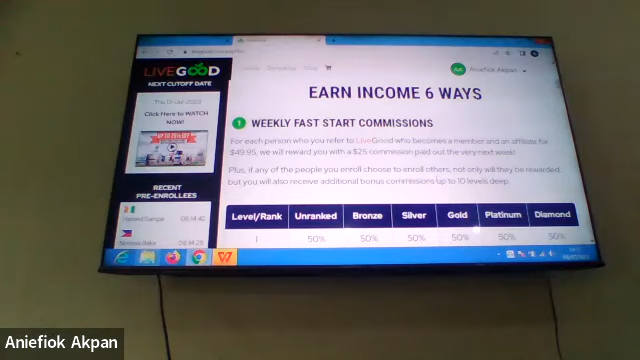 LIVEGOOD
NEXT CUTOFF DATE
Click Here to WATCH
NOW!
RECENT
PRE-ENROLLEES
06:14:42
Aniefiok Akpan
EARN INCOME 6 WAYS
1 WEEKLY FAST START COMMISSIONS
For each person who you refer to LiveGood who becomes a member and an affiliate for
$49.95, we will reward you with a $25 commission paid out the very next week!
Plus, if any of the people you enroll choose to enroll others, not only will they be rewarded,
but you will also receive additional bonus commissions up to 10 levels deep.
Level/Rank Unranked Bronze Silver Gold Platinum Diamond
1 50% 50% 50% 50% 50% 50%
Aniefiok Akpan